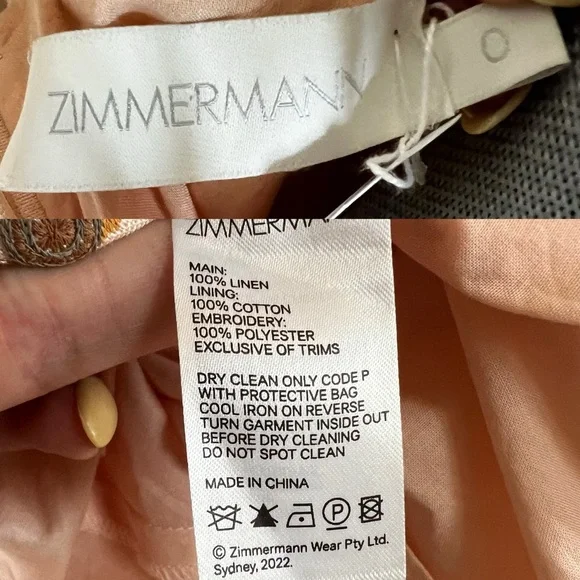 ZIMMERMANN
0
ZIMMERMANN
MAIN:
100% LINEN
LINING:
100% COTTON
EMBROIDERY:
100% POLYESTER
EXCLUSIVE OF TRIMS
DRY CLEAN ONLY CODE P
WITH PROTECTIVE BAG
COOL IRON ON REVERSE
TURN GARMENT INSIDE OUT
BEFORE DRY CLEANING
DO NOT SPOT CLEAN
MADE IN CHINA
P
© Zimmermann Wear Pty Ltd.
Sydney, 2022.